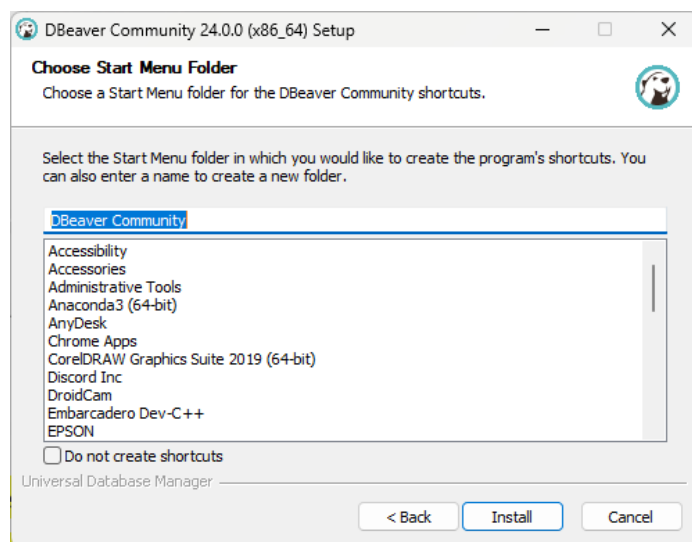 DBeaver Community 24.0.0 (x86_64) Setup
Choose Start Menu Folder
Choose a Start Menu folder for the DBeaver Community shortcuts.
Select the Start Menu folder in which you would like to create the program's shortcuts. You
can also enter a name to create a new folder.
DBeaver Community
Accessibility
Accessories
Administrative Tools
Anaconda3 (64-bit)
AnyDesk
Chrome Apps
CorelDRAW Graphics Suite 2019 (64-bit)
Discord Inc
DroidCam
Embarcadero Dev-C++
EPSON
Do not create shortcuts
Universal Database Manager
< Back
Install
Cancel